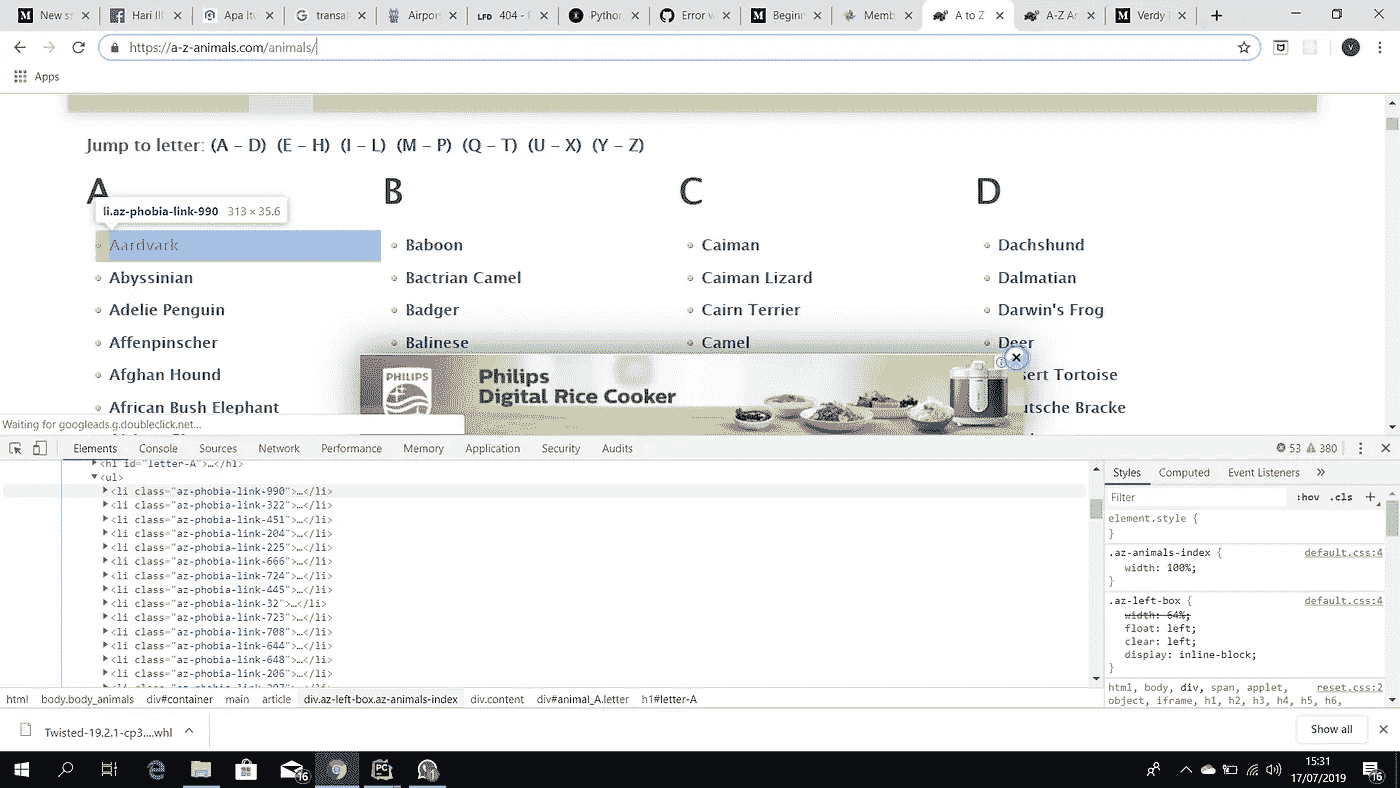 New st
Hari II
Apa Itu
transal
Airpor
LFD 404 - 
Python
Error v
Beginn
Memb
A to Z
A-Z An
Verdy
https://a-z-animals.com/animals/
V
Apps
Jump to letter: (A – D) (E – H) (I – L) (M – P) (Q – T) (U – X) (Y – Z)
A B C D
li.az-phobia-link-990 313 × 35.6
Aardvark Baboon Caiman Dachshund
Abyssinian Bactrian Camel Caiman Lizard Dalmatian
Adelie Penguin Badger Cairn Terrier Darwin's Frog
Affenpinscher Balinese Camel Deer
Afghan Hound sert Tortoise
African Bush Elephant utsche Bracke
PHILIPS
Philips
Digital Rice Cooker
Waiting for googleads.g.doubleclick.net...
Elements Console Sources Network Performance Memory Application Security Audits 53 380
<h1 id="letter-A">…</h1>
<ul>
<li class="az-phobia-link-990">…</li>
<li class="az-phobia-link-322">…</li>
<li class="az-phobia-link-451">…</li>
<li class="az-phobia-link-204">…</li>
<li class="az-phobia-link-225">…</li>
<li class="az-phobia-link-666">…</li>
<li class="az-phobia-link-724">…</li>
<li class="az-phobia-link-445">…</li>
<li class="az-phobia-link-32">…</li>
<li class="az-phobia-link-723">…</li>
<li class="az-phobia-link-708">…</li>
<li class="az-phobia-link-644">…</li>
<li class="az-phobia-link-648">…</li>
<li class="az-phobia-link-206">…</li>
Styles Computed Event Listeners »
Filter :hov .cls +
element.style {
}
.az-animals-index { default.css:4
width: 100%;
}
.az-left-box { default.css:4
width: 64%;
float: left;
clear: left;
display: inline-block;
}
html, body, div, span, applet, reset.css:2
object, iframe, h1, h2, h3, h4, h5, h6,
html body.body_animals div#container main article div.az-left-box.az-animals-index div.content div#animal_A.letter h1#letter-A
Twisted-19.2.1-cp3....whl
Show all
16
PC
1
15:31
17/07/2019
16